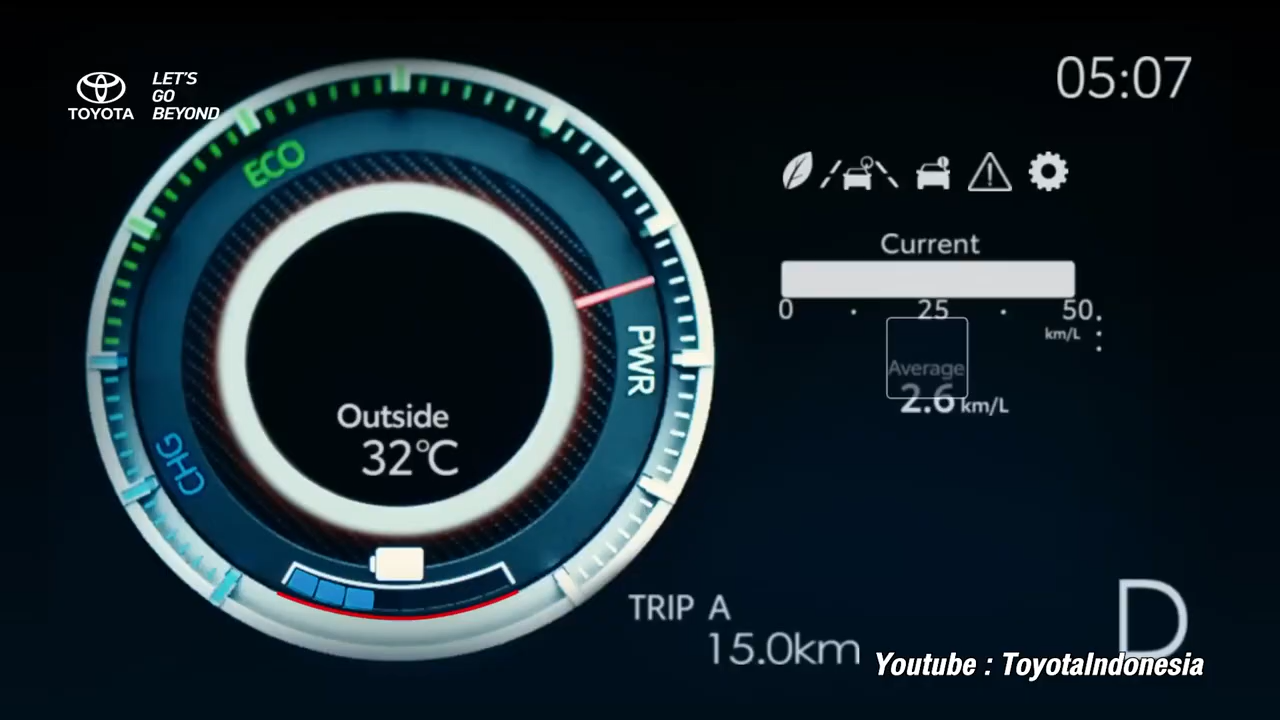 TOYOTA
LET'S
GO
BEYOND
05:07
ECO
PWR
CHG
Outside
32°C
Current
0 · 25 · 50
km/L
Average
2.6 km/L
TRIP A
15.0km
D
Youtube : ToyotaIndonesia